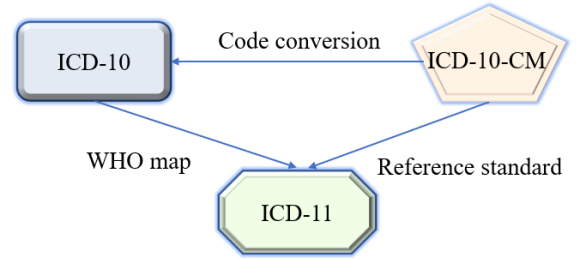 Code conversion
ICD-10
ICD-10-CM
WHO map
Reference standard
ICD-11